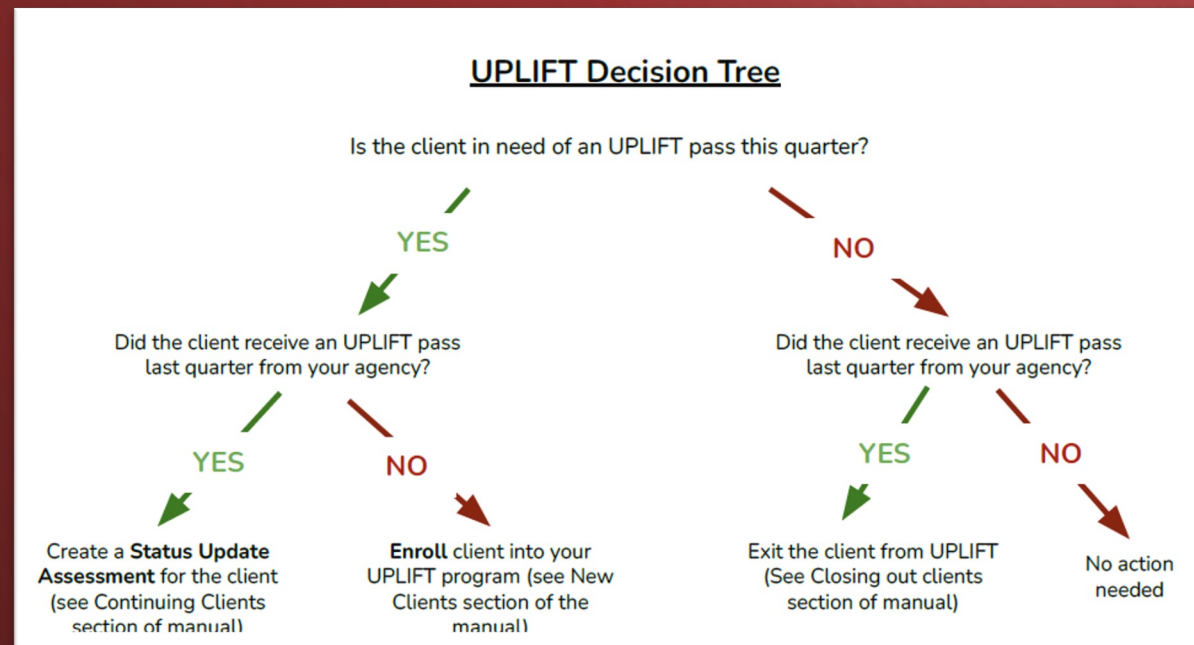 UPLIFT Decision Tree
Is the client in need of an UPLIFT pass this quarter?
YES
NO
Did the client receive an UPLIFT pass
last quarter from your agency?
Did the client receive an UPLIFT pass
last quarter from your agency?
YES
NO
YES
NO
Create a Status Update
Assessment for the client
(see Continuing Clients
section of manual)
Enroll client into your
UPLIFT program (see New
Clients section of the
manual)
Exit the client from UPLIFT
(See Closing out clients
section of manual)
No action
needed